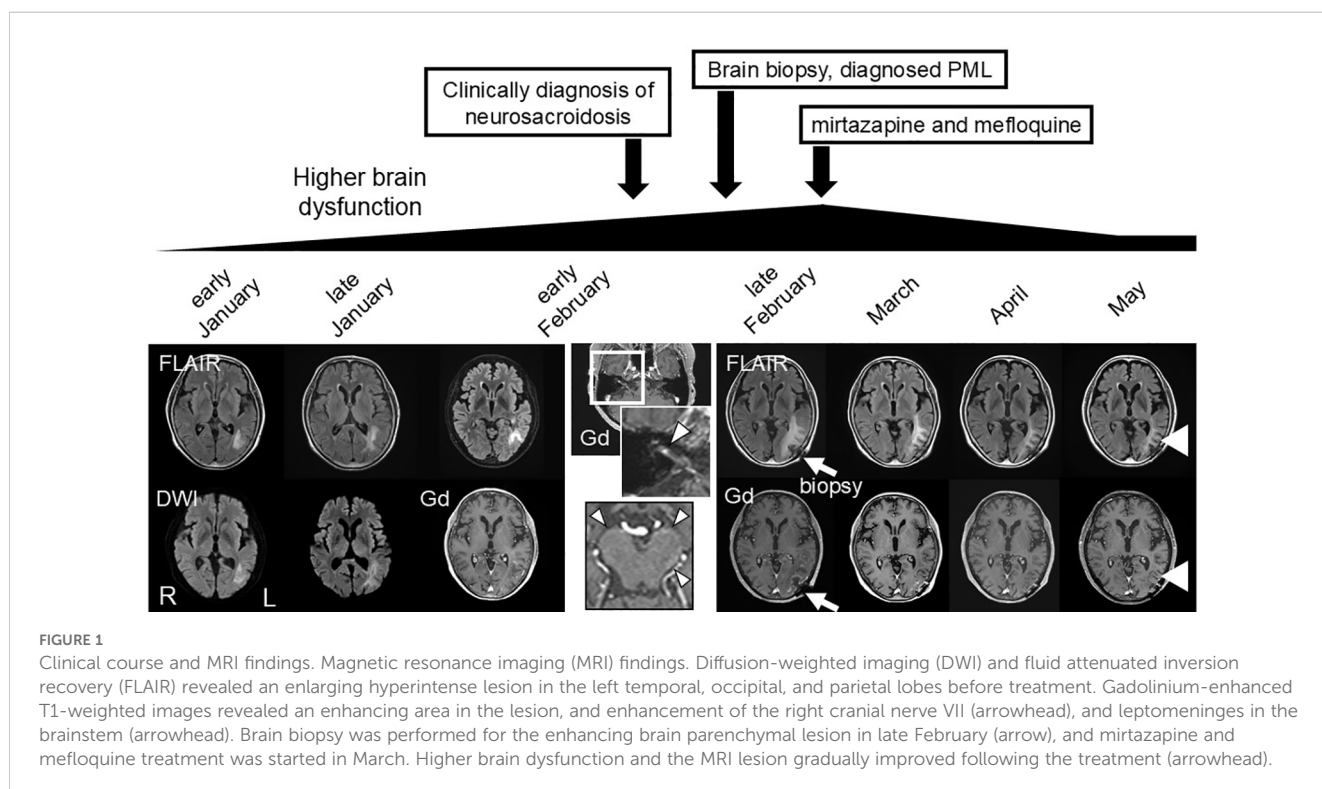 Clinically diagnosis of
neurosacroidosis
Brain biopsy, diagnosed PML
mirtazapine and mefloquine
Higher brain
dysfunction
early
January
late
January
early
February
late
February
March
April
May
FLAIR
DWI
R
L
Gd
Gd
FLAIR
biopsy
Gd
FIGURE 1
Clinical course and MRI findings. Magnetic resonance imaging (MRI) findings. Diffusion-weighted imaging (DWI) and fluid attenuated inversion
recovery (FLAIR) revealed an enlarging hyperintense lesion in the left temporal, occipital, and parietal lobes before treatment. Gadolinium-enhanced
T1-weighted images revealed an enhancing area in the lesion, and enhancement of the right cranial nerve VII (arrowhead), and leptomeninges in the
brainstem (arrowhead). Brain biopsy was performed for the enhancing brain parenchymal lesion in late February (arrow), and mirtazapine and
mefloquine treatment was started in March. Higher brain dysfunction and the MRI lesion gradually improved following the treatment (arrowhead).